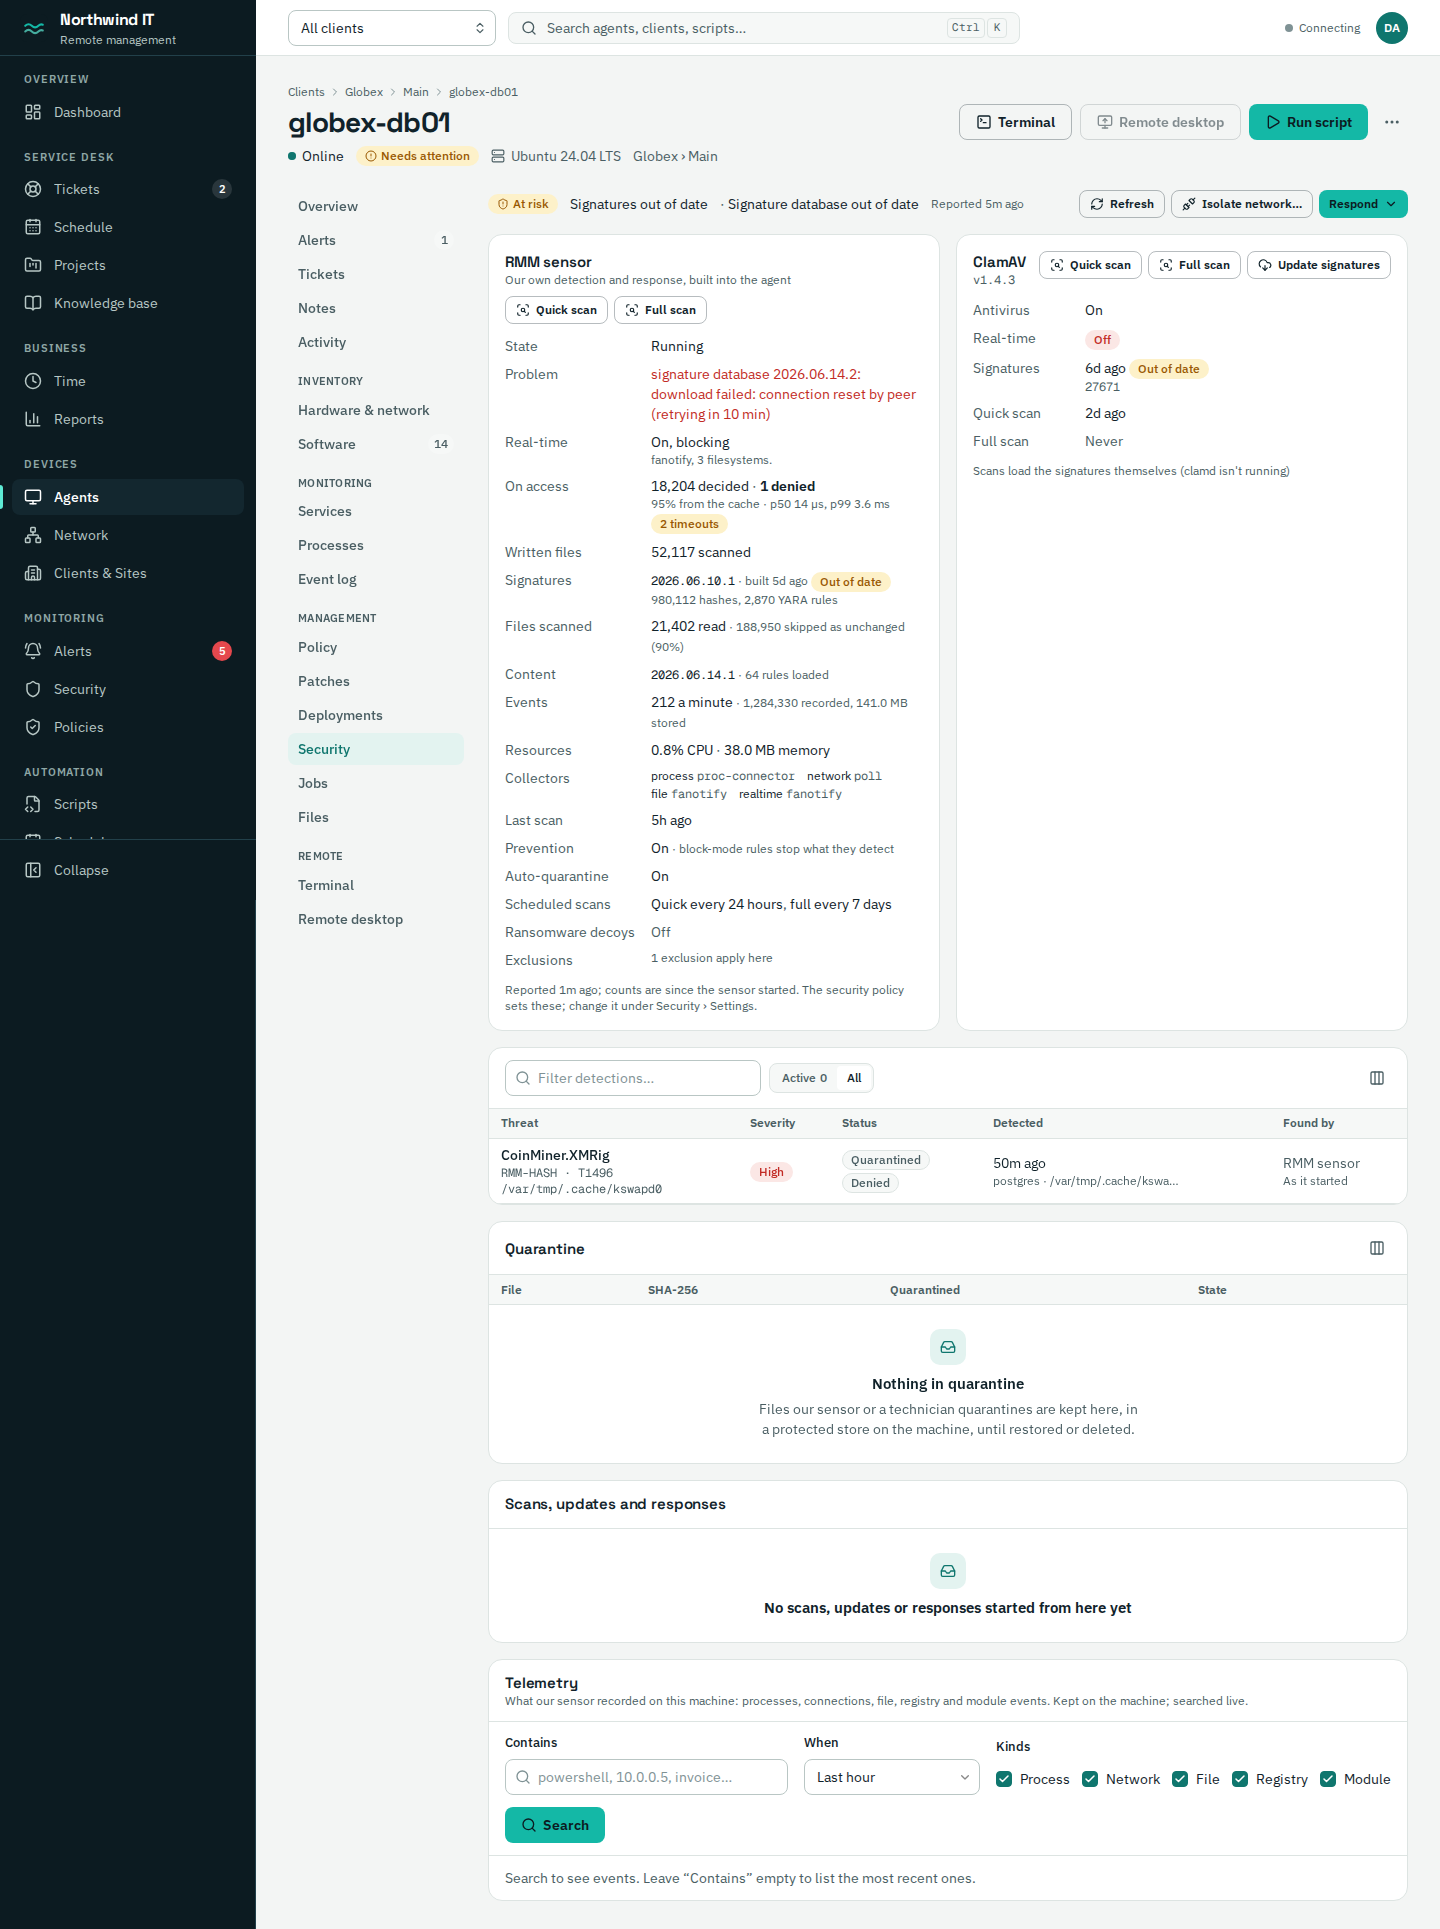 Northwind IT
Remote management
All clients
Search agents, clients, scripts...
Ctrl K
Connecting
DA
OVERVIEW
Dashboard
SERVICE DESK
Tickets 2
Schedule
Projects
Knowledge base
BUSINESS
Time
Reports
DEVICES
Agents
Network
Clients & Sites
MONITORING
Alerts 5
Security
Policies
AUTOMATION
Scripts
Collapse
Clients > Globex > Main > globex-db01
globex-db01
Terminal
Remote desktop
Run script
Online
Needs attention
Ubuntu 24.04 LTS
Globex › Main
Overview
Alerts 1
Tickets
Notes
Activity
INVENTORY
Hardware & network
Software 14
MONITORING
Services
Processes
Event log
MANAGEMENT
Policy
Patches
Deployments
Security
Jobs
Files
REMOTE
Terminal
Remote desktop
At risk Signatures out of date · Signature database out of date Reported 5m ago
Refresh
Isolate network...
Respond
RMM sensor
Our own detection and response, built into the agent
Quick scan
Full scan
State Running
Problem signature database 2026.06.14.2:
download failed: connection reset by peer
(retrying in 10 min)
Real-time On, blocking
fanotify, 3 filesystems.
On access 18,204 decided · 1 denied
95% from the cache · p50 14 µs, p99 3.6 ms
2 timeouts
Written files 52,117 scanned
Signatures 2026.06.10.1 · built 5d ago Out of date
980,112 hashes, 2,870 YARA rules
Files scanned 21,402 read · 188,950 skipped as unchanged
(90%)
Content 2026.06.14.1 · 64 rules loaded
Events 212 a minute · 1,284,330 recorded, 141.0 MB
stored
Resources 0.8% CPU · 38.0 MB memory
Collectors process proc-connector network poll
file fanotify realtime fanotify
Last scan 5h ago
Prevention On · block-mode rules stop what they detect
Auto-quarantine On
Scheduled scans Quick every 24 hours, full every 7 days
Ransomware decoys Off
Exclusions 1 exclusion apply here
Reported 1m ago; counts are since the sensor started. The security policy
sets these; change it under Security › Settings.
ClamAV
v1.4.3
Quick scan
Full scan
Update signatures
Antivirus On
Real-time Off
Signatures 6d ago Out of date
27671
Quick scan 2d ago
Full scan Never
Scans load the signatures themselves (clamd isn't running)
Filter detections...
Active 0 All
Threat Severity Status Detected Found by
CoinMiner.XMRig
RMM-HASH · T1496
/var/tmp/.cache/kswapd0
High
Quarantined
Denied
50m ago
postgres · /var/tmp/.cache/kswa...
RMM sensor
As it started
Quarantine
File SHA-256 Quarantined State
Nothing in quarantine
Files our sensor or a technician quarantines are kept here, in
a protected store on the machine, until restored or deleted.
Scans, updates and responses
No scans, updates or responses started from here yet
Telemetry
What our sensor recorded on this machine: processes, connections, file, registry and module events. Kept on the machine; searched live.
Contains
powershell, 10.0.0.5, invoice...
When
Last hour
Kinds
Process Network File Registry Module
Search
Search to see events. Leave “Contains” empty to list the most recent ones.